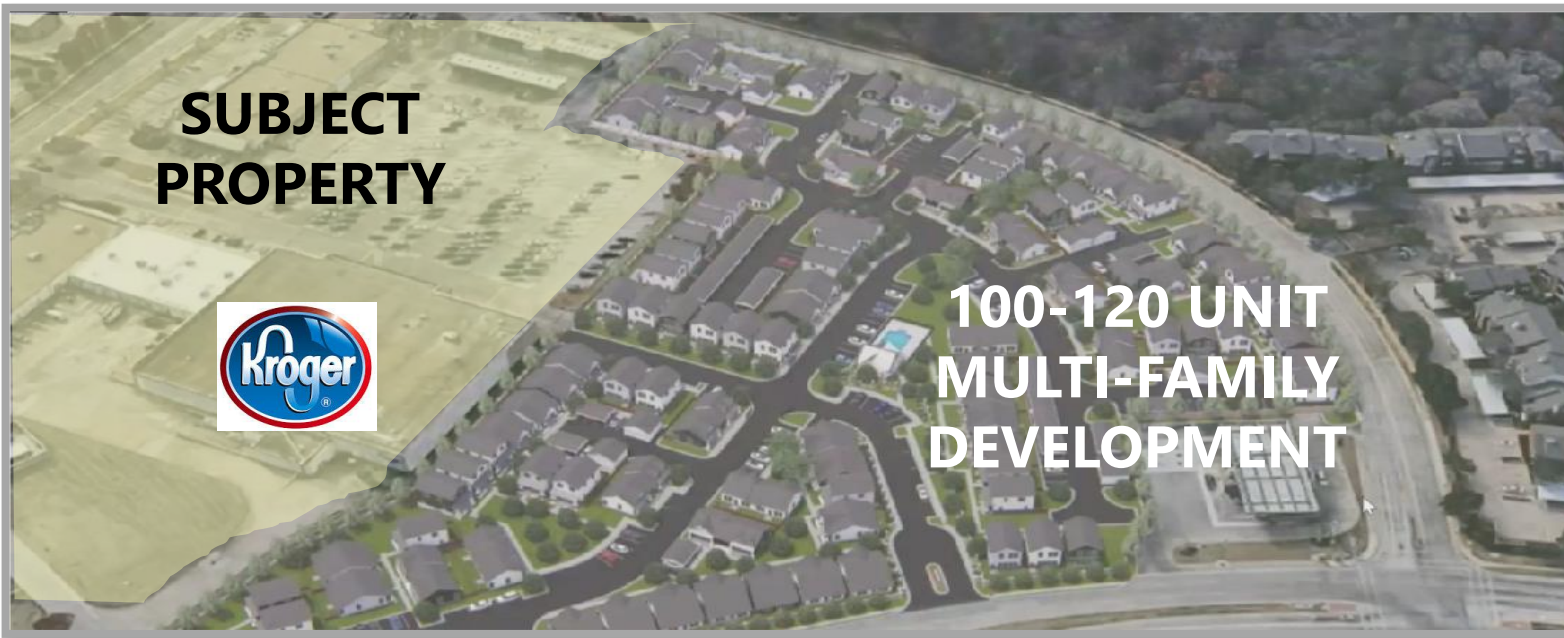 SUBJECT
PROPERTY
Kroger
®
100-120 UNIT
MULTI-FAMILY
DEVELOPMENT